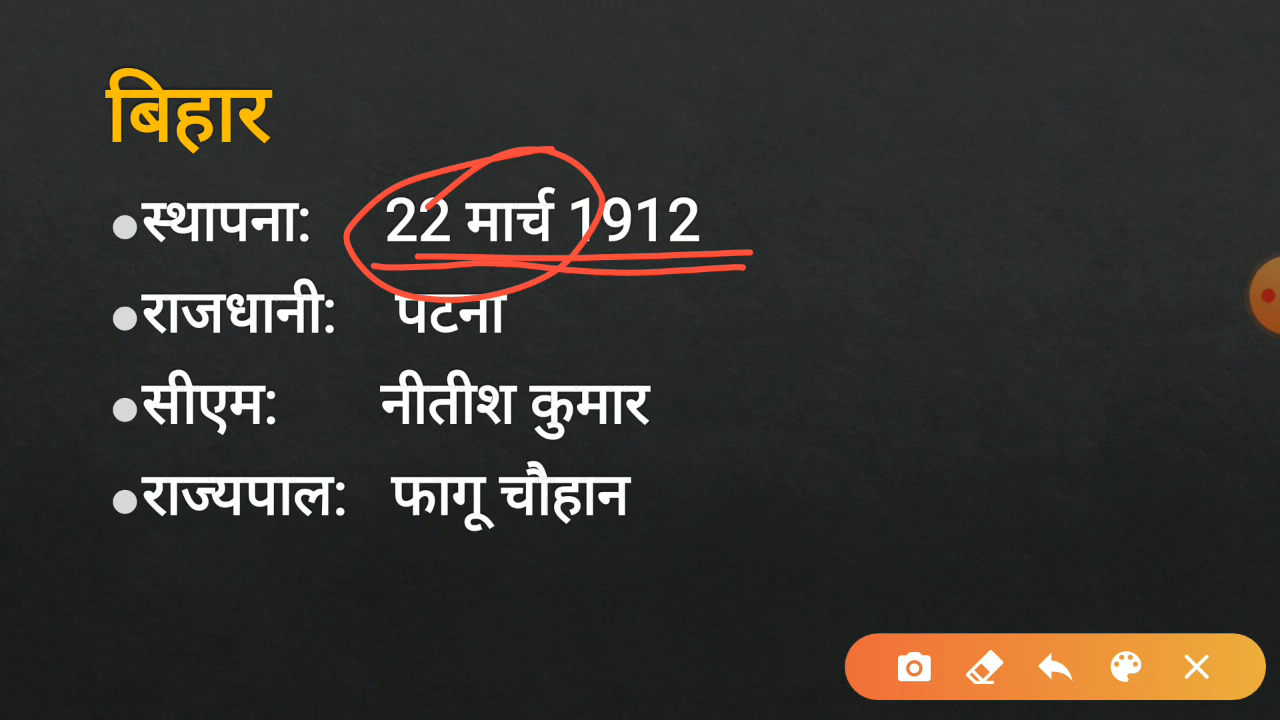 बिहार
स्थापना: 22 मार्च 1912
राजधानी: पटना
सीएम: नीतीश कुमार
राज्यपाल: फागू चौहान